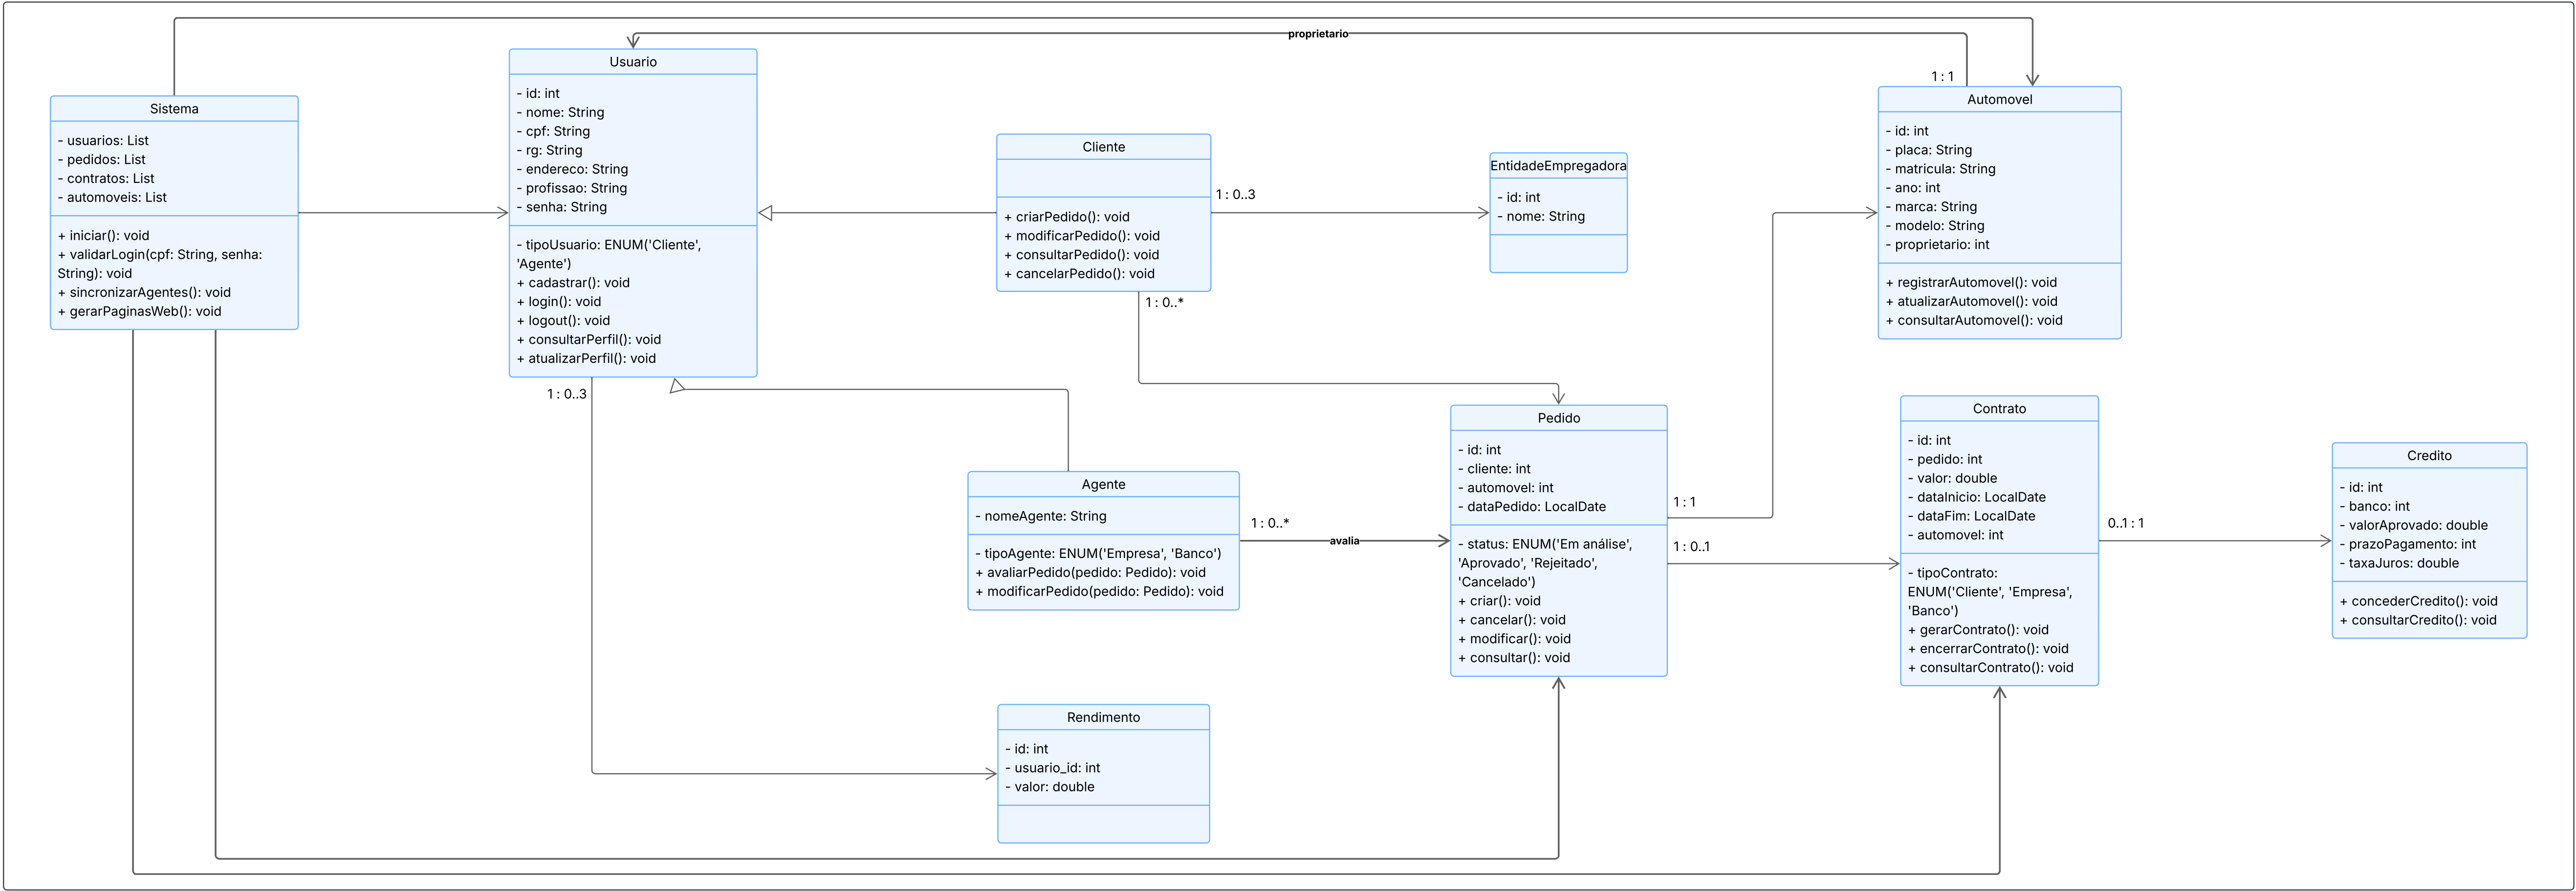 proprietario
Sistema
- usuarios: List
- pedidos: List
- contratos: List
- automoveis: List
+ iniciar(): void
+ validarLogin(cpf: String, senha:
String): void
+ sincronizarAgentes(): void
+ gerarPaginasWeb(): void
Usuario
- id: int
- nome: String
- cpf: String
- rg: String
- endereco: String
- profissao: String
- senha: String
- tipoUsuario: ENUM('Cliente',
'Agente')
+ cadastrar(): void
+ login(): void
+ logout(): void
+ consultarPerfil(): void
+ atualizarPerfil(): void
1 : 0..3
Cliente
+ criarPedido(): void
+ modificarPedido(): void
+ consultarPedido(): void
+ cancelarPedido(): void
1 : 0..3
1 : 0..*
EntidadeEmpregadora
- id: int
- nome: String
1 : 1
Automovel
- id: int
- placa: String
- matricula: String
- ano: int
- marca: String
- modelo: String
- proprietario: int
+ registrarAutomovel(): void
+ atualizarAutomovel(): void
+ consultarAutomovel(): void
Agente
- nomeAgente: String
- tipoAgente: ENUM('Empresa', 'Banco')
+ avaliarPedido(pedido: Pedido): void
+ modificarPedido(pedido: Pedido): void
1 : 0..*
avalia
Pedido
- id: int
- cliente: int
- automovel: int
- dataPedido: LocalDate
- status: ENUM('Em análise',
'Aprovado', 'Rejeitado',
'Cancelado')
+ criar(): void
+ cancelar(): void
+ modificar(): void
+ consultar(): void
1 : 1
1 : 0..1
Contrato
- id: int
- pedido: int
- valor: double
- dataInicio: LocalDate
- dataFim: LocalDate
- automovel: int
- tipoContrato:
ENUM('Cliente', 'Empresa',
'Banco')
+ gerarContrato(): void
+ encerrarContrato(): void
+ consultarContrato(): void
0..1 : 1
Credito
- id: int
- banco: int
- valorAprovado: double
- prazoPagamento: int
- taxaJuros: double
+ concederCredito(): void
+ consultarCredito(): void
Rendimento
- id: int
- usuario_id: int
- valor: double